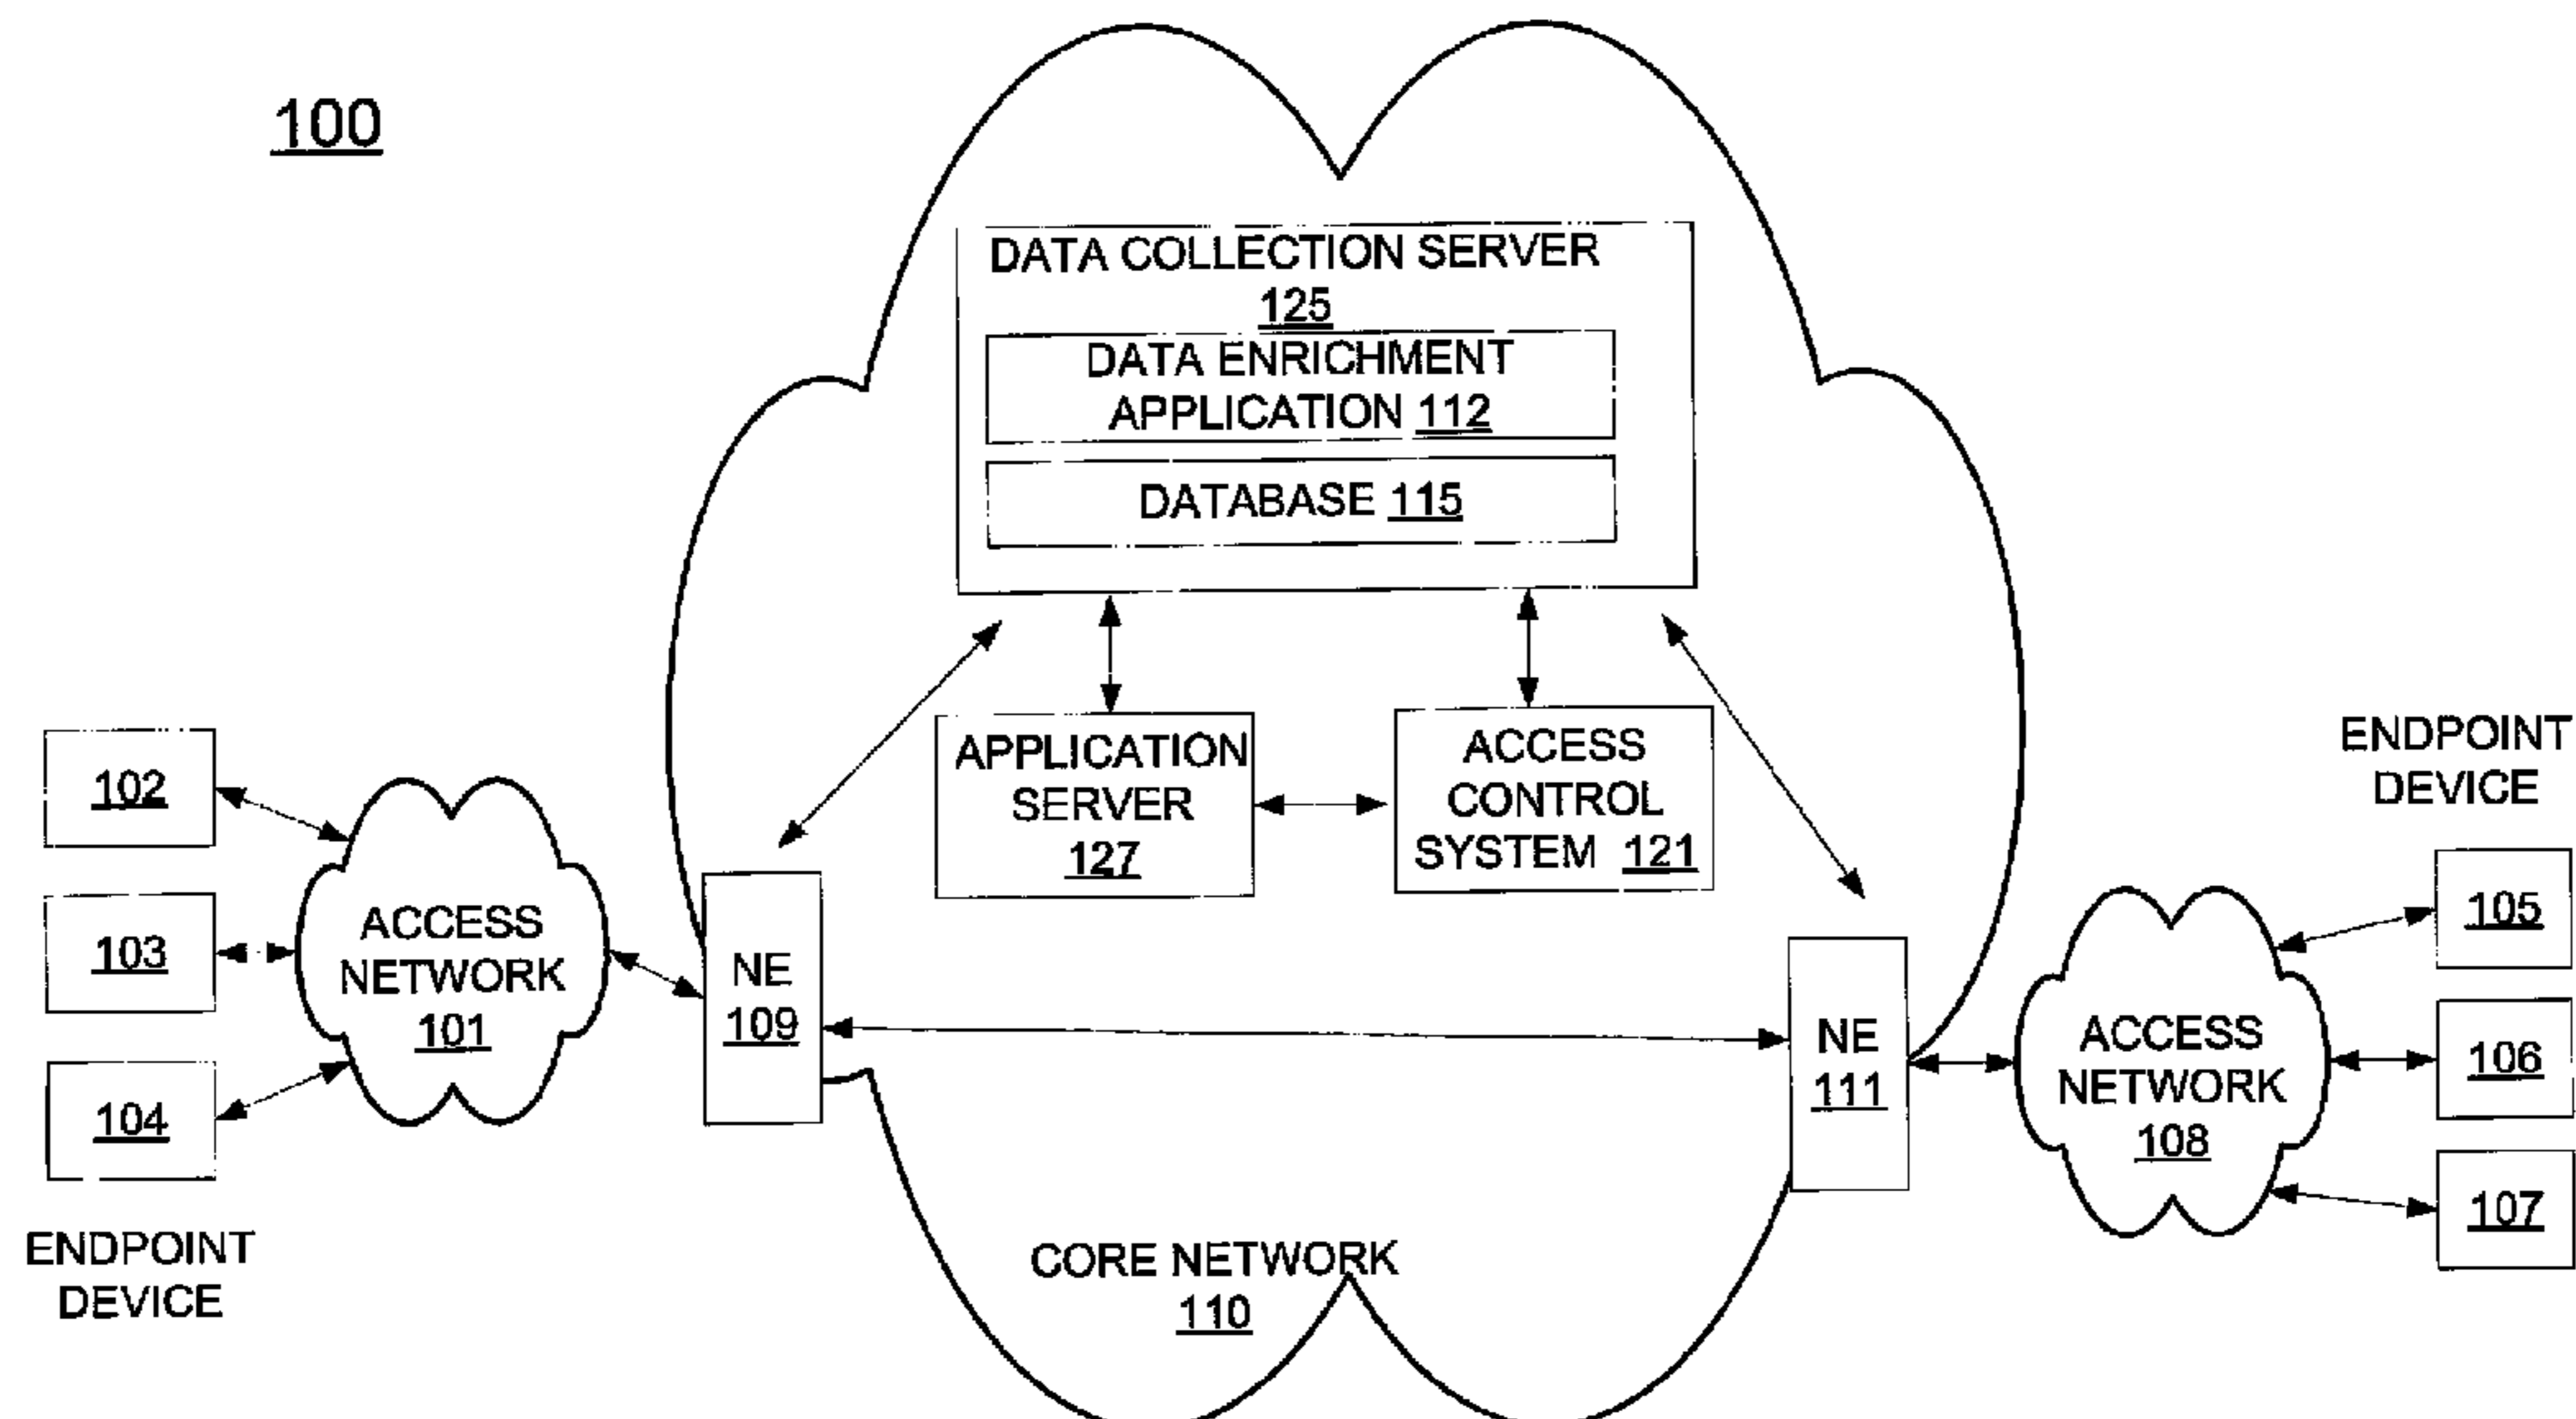 100
DATA COLLECTION SERVER
125
DATA ENRICHMENT
APPLICATION 112
DATABASE 115
APPLICATION
SERVER
127
ACCESS
CONTROL
SYSTEM 121
102
103
104
ENDPOINT
DEVICE
ACCESS
NETWORK
101
NE
109
NE
111
CORE NETWORK
110
ACCESS
NETWORK
108
ENDPOINT
DEVICE
105
106
107